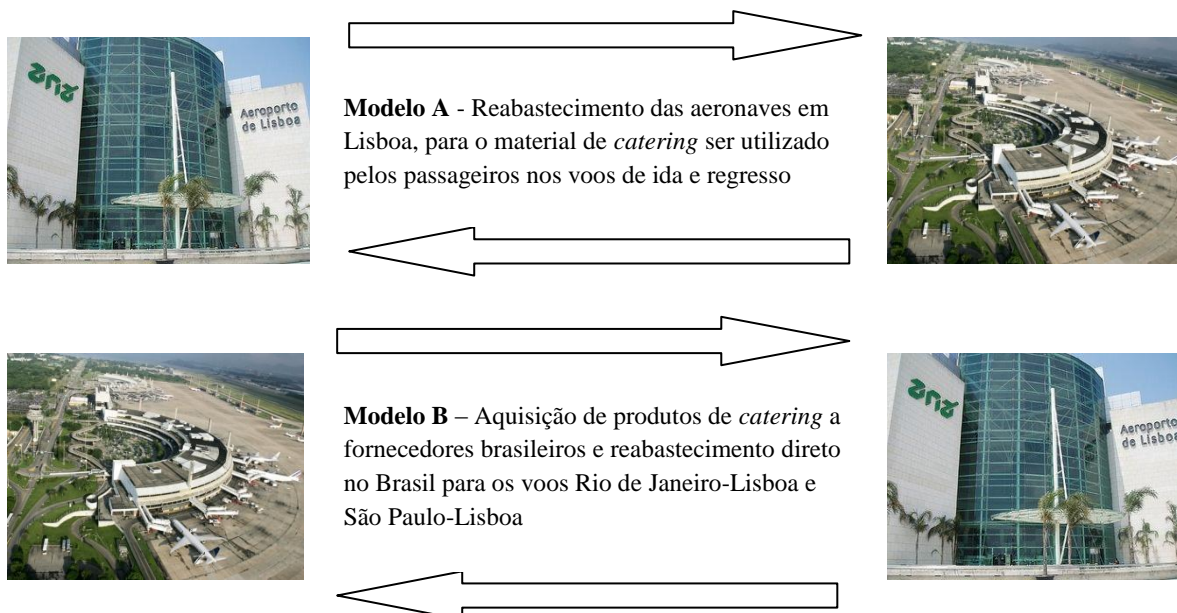 Aeroporto
de Lisboa
Modelo A - Reabastecimento das aeronaves em
Lisboa, para o material de catering ser utilizado
pelos passageiros nos voos de ida e regresso
Modelo B – Aquisição de produtos de catering a
fornecedores brasileiros e reabastecimento direto
no Brasil para os voos Rio de Janeiro-Lisboa e
São Paulo-Lisboa
Aeroporto
de Lisboa